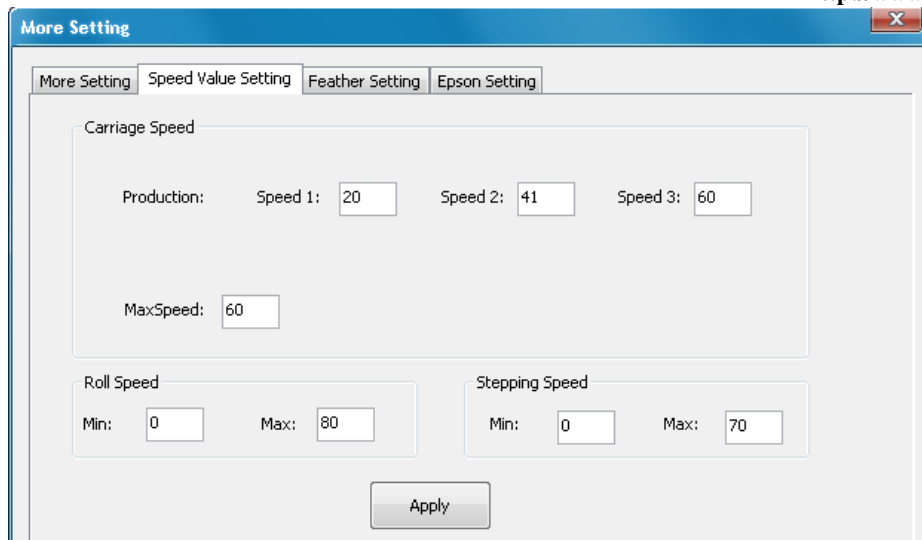 More Setting
More Setting Speed Value Setting Feather Setting Epson Setting
Carriage Speed
Production: Speed 1: 20 Speed 2: 41 Speed 3: 60
MaxSpeed: 60
Roll Speed Stepping Speed
Min: 0 Max: 80 Min: 0 Max: 70
Apply